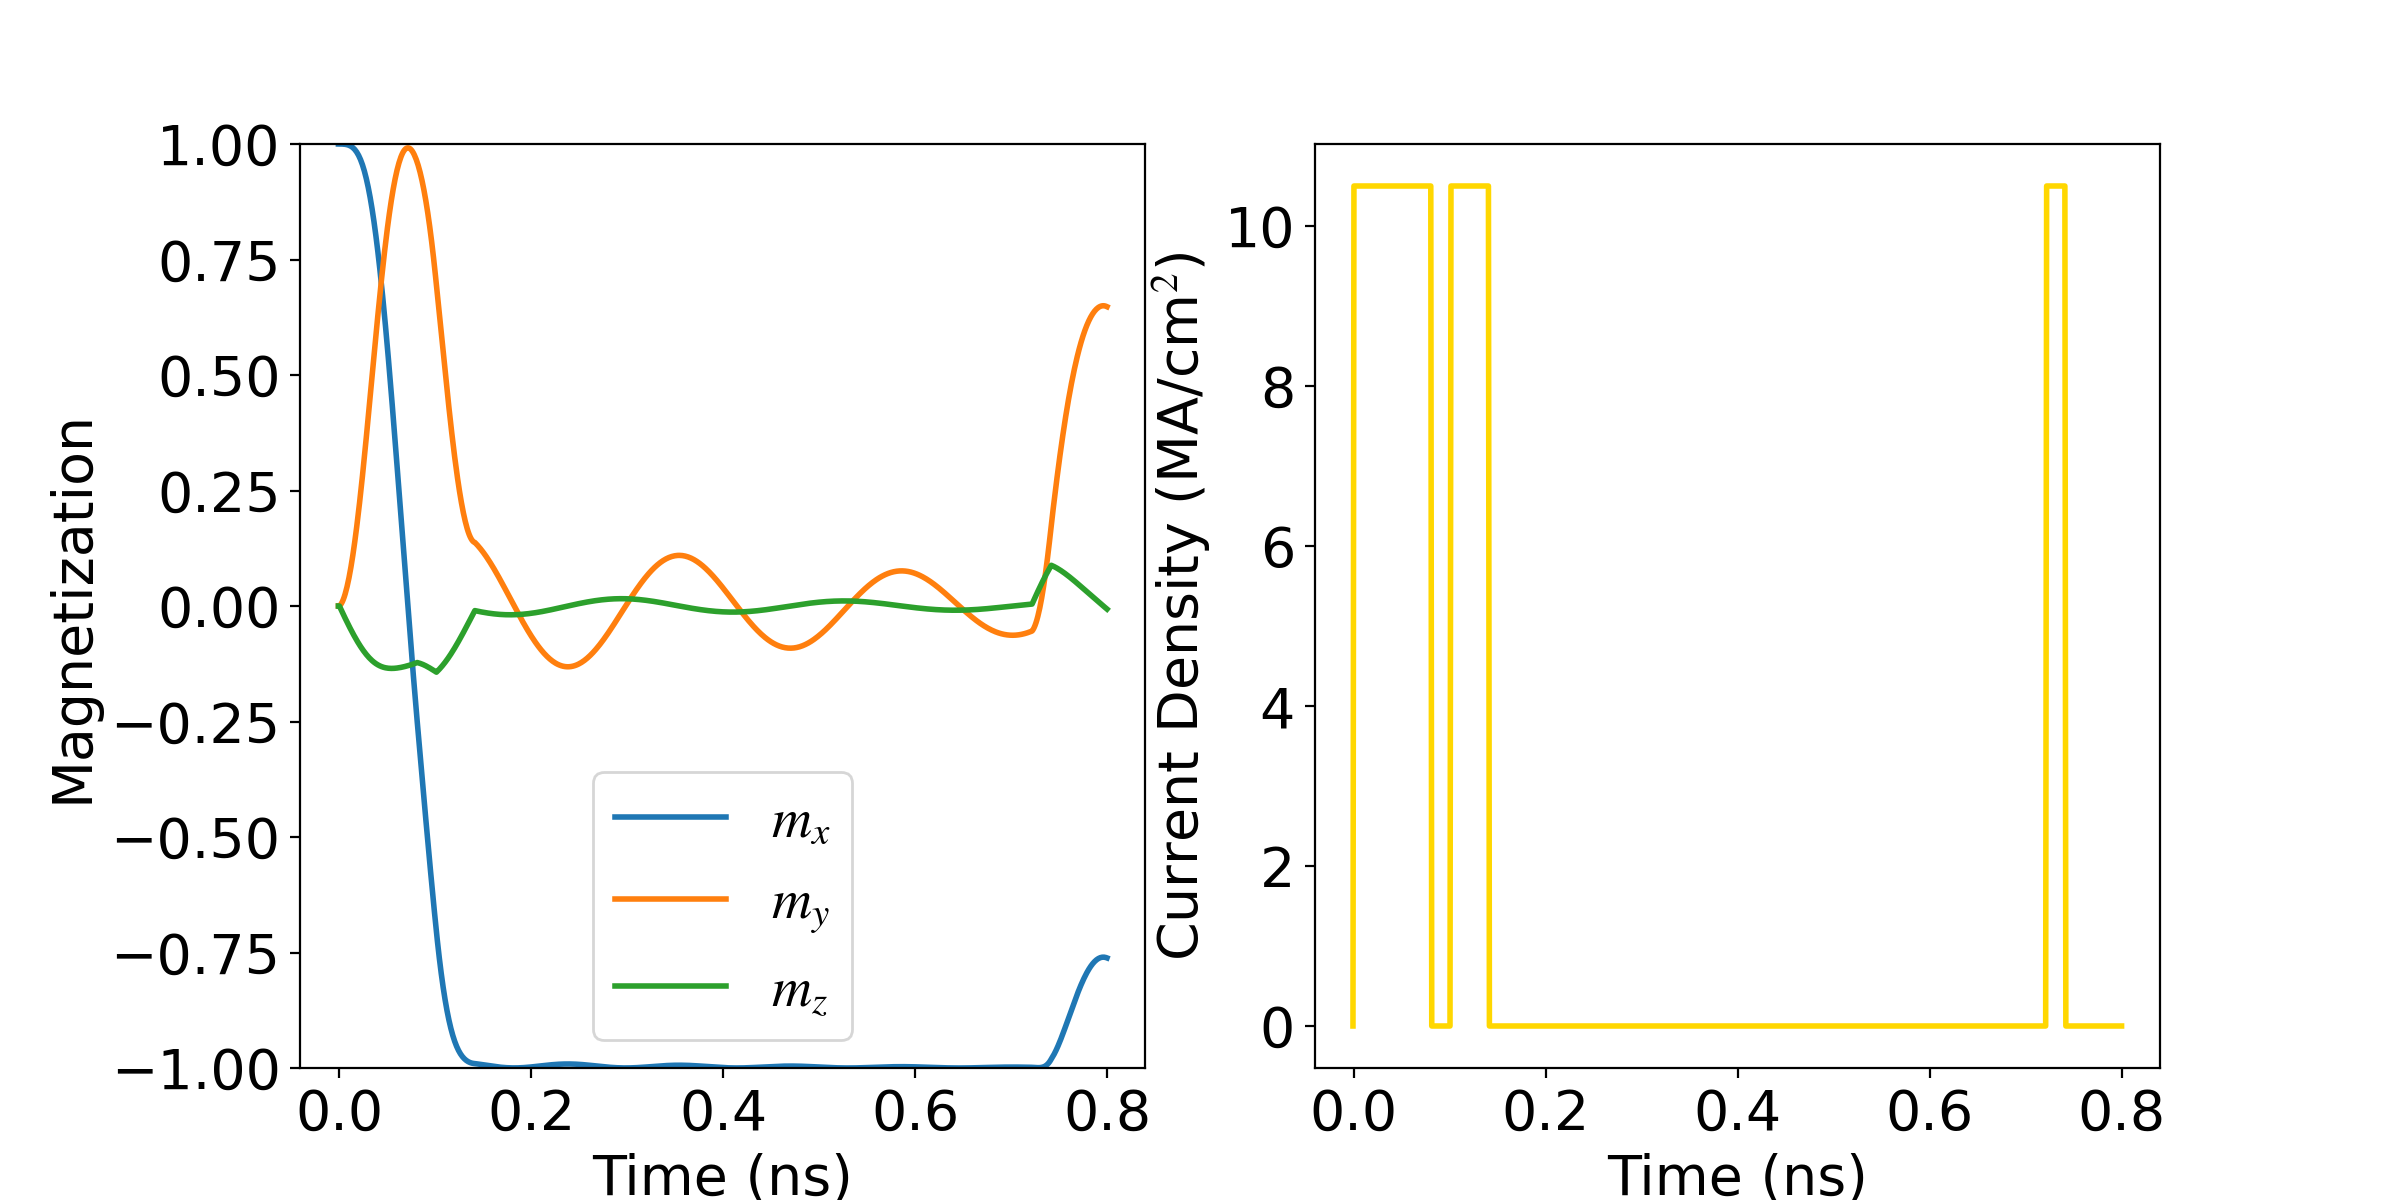 Magnetization
1.00
0.75
0.50
0.25
0.00
−0.25
−0.50
−0.75
−1.00
0.0 0.2 0.4 0.6 0.8
Time (ns)
m_x
m_y
m_z
Current Density (MA/cm²)
10
8
6
4
2
0
0.0 0.2 0.4 0.6 0.8
Time (ns)